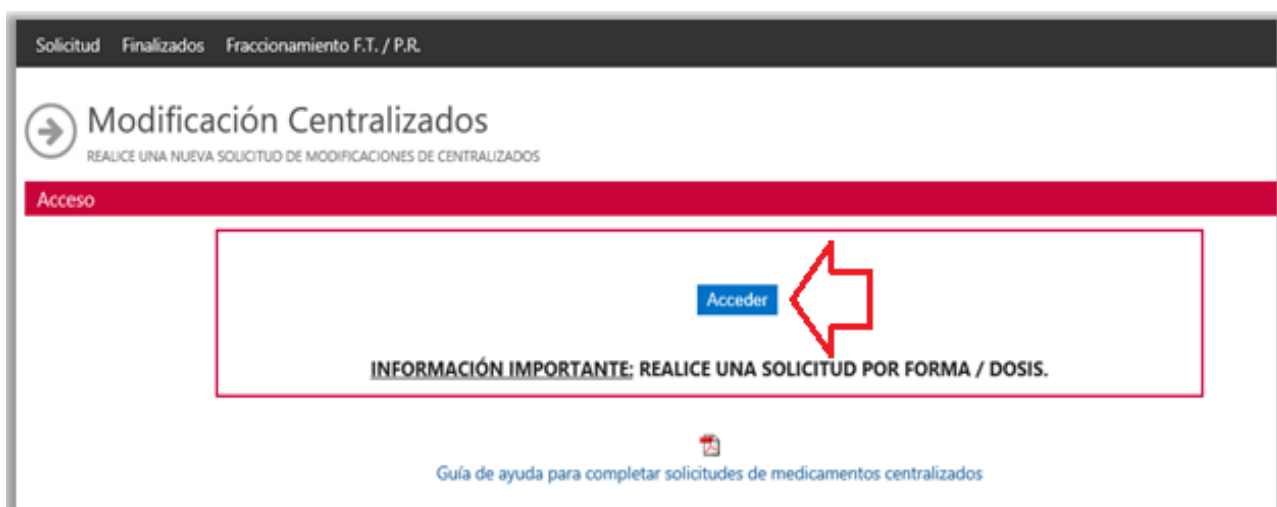 Solicitud Finalizados Fraccionamiento F.T. / P.R.
Modificación Centralizados
REALICE UNA NUEVA SOLICITUD DE MODIFICACIONES DE CENTRALIZADOS
Acceso
Acceder
INFORMACIÓN IMPORTANTE: REALICE UNA SOLICITUD POR FORMA / DOSIS.
Guía de ayuda para completar solicitudes de medicamentos centralizados